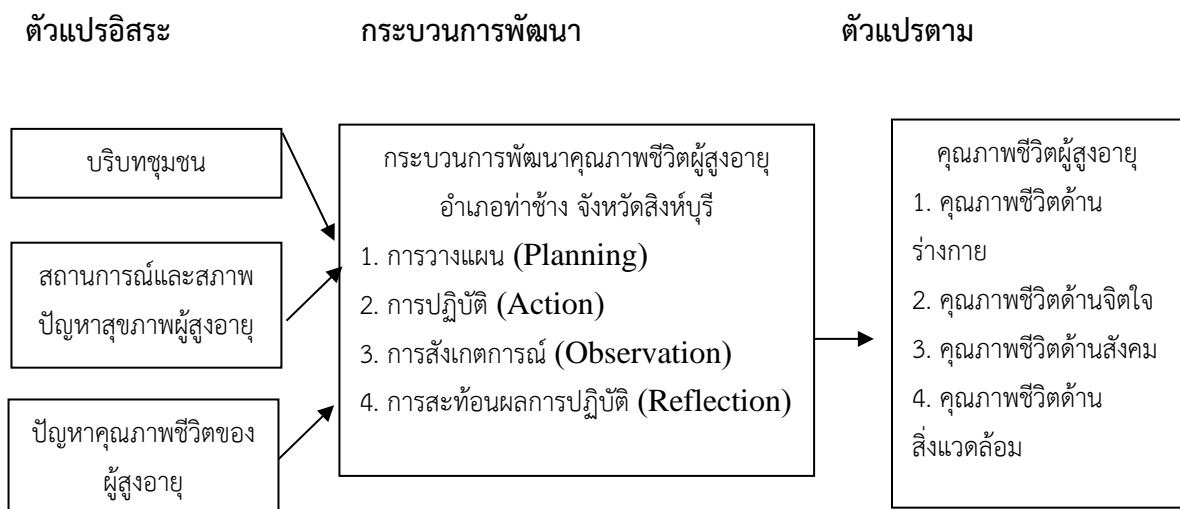 ตัวแปรอิสระ
กระบวนการพัฒนา
ตัวแปรตาม
บริบทชุมชน
สถานการณ์และสภาพ
ปัญหาสุขภาพผู้สูงอายุ
ปัญหาคุณภาพชีวิตของ
ผู้สูงอายุ
กระบวนการพัฒนาคุณภาพชีวิตผู้สูงอายุ
อำเภอท่าช้าง จังหวัดสิงห์บุรี
1. การวางแผน (Planning)
2. การปฏิบัติ (Action)
3. การสังเกตการณ์ (Observation)
4. การสะท้อนผลการปฏิบัติ (Reflection)
คุณภาพชีวิตผู้สูงอายุ
1. คุณภาพชีวิตด้าน
ร่างกาย
2. คุณภาพชีวิตด้านจิตใจ
3. คุณภาพชีวิตด้านสังคม
4. คุณภาพชีวิตด้าน
สิ่งแวดล้อม